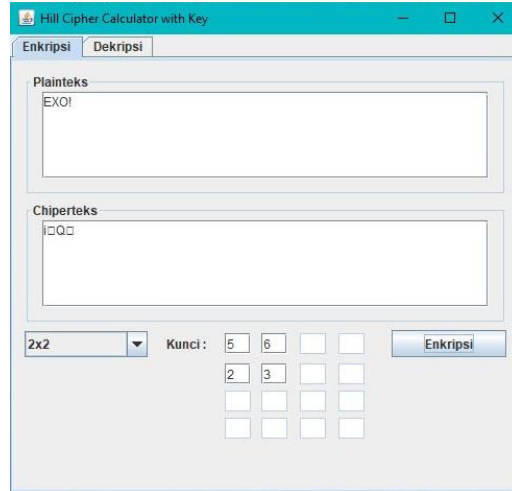 Hill Cipher Calculator with Key
Enkripsi Dekripsi
Plainteks
EXO!
Chiperteks
i□Q□
2x2 Kunci : 5 6 Enkripsi
2 3